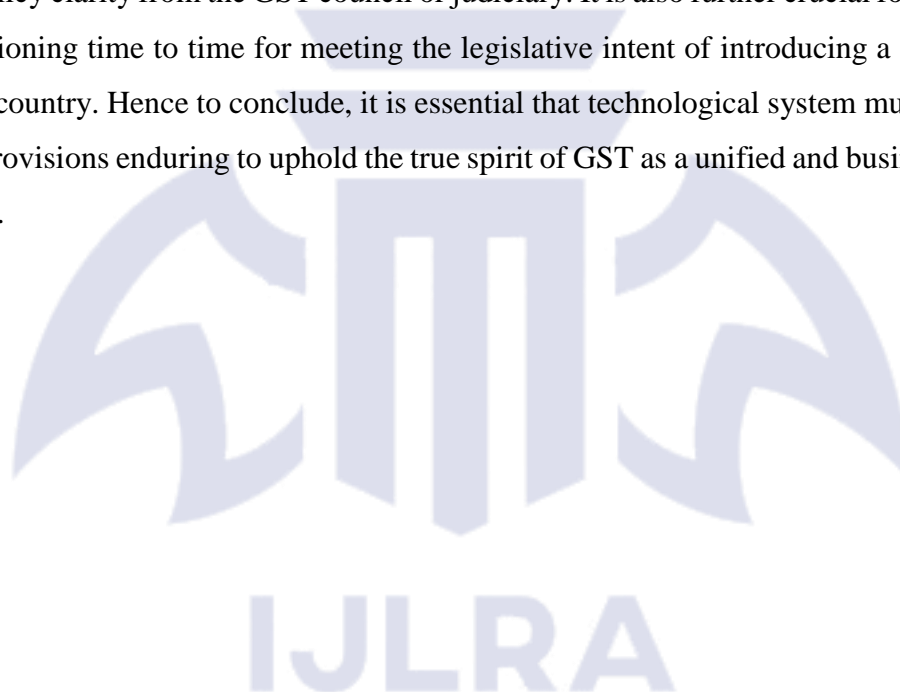 ney clarity from the GST council or judiciary. It is also further crucial fo
ioning time to time for meeting the legislative intent of introducing a
country. Hence to conclude, it is essential that technological system mu
rovisions enduring to uphold the true spirit of GST as a unified and busi
.
IJLRA